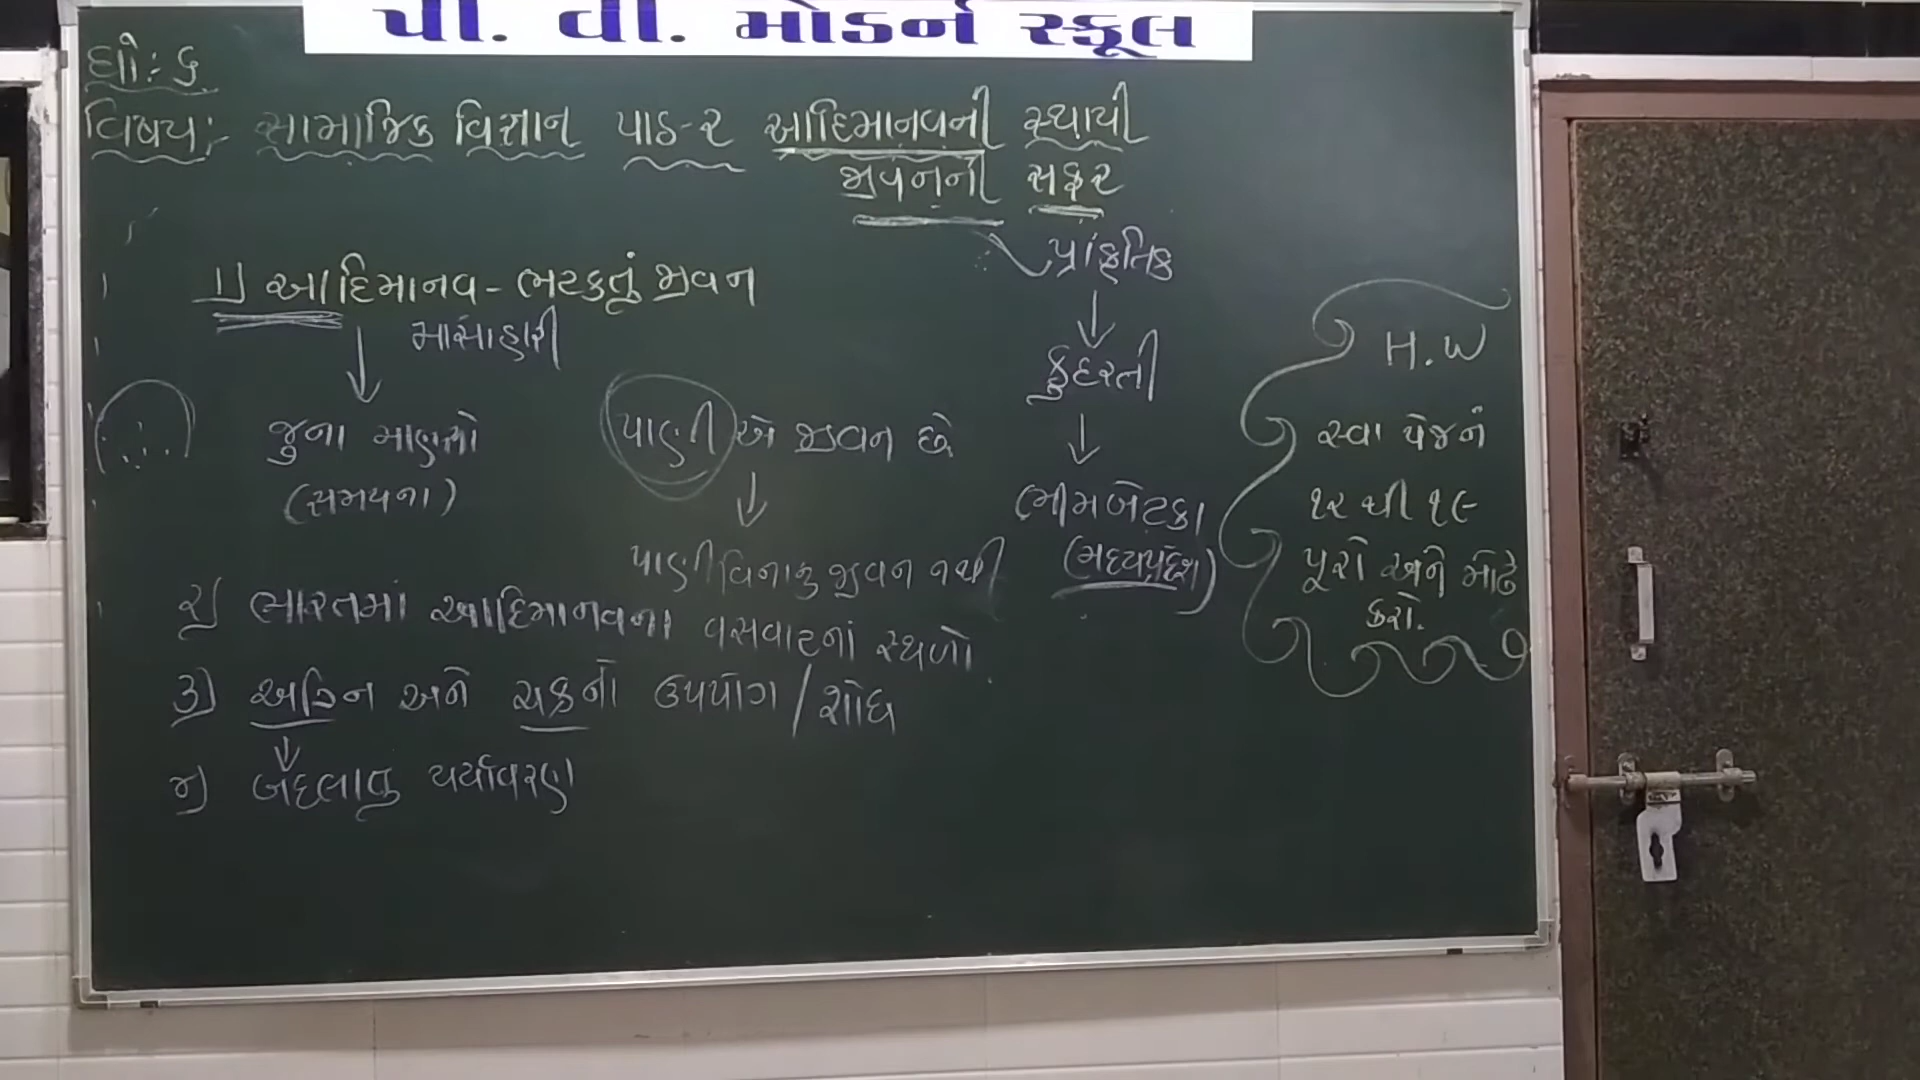 પી. વી. મોડર્ન સ્કૂલ
ધો: ૬
વિષય:- સામાજિક વિજ્ઞાન પાઠ-૨ આદિમાનવની સ્થાયી
જીવનની સફર
પ્રાકૃતિક
૧) આદિમાનવ - ભટકતું જીવન
માંસાહારી
કુદરતી
H.W
જુના માણસો
પાણી એ જીવન છે
સ્વા પેજ નં
(સમયના)
ભીમબેટકા
૧૨ થી ૧૯
પાણી વિનાનુ જીવન નથી
(મધ્યપ્રદેશ)
પૂરો અને મોઢે
કરો.
૨) ભારતમાં આદિમાનવના વસવાટનાં સ્થળો.
૩) અગ્નિ અને ચક્રનો ઉપયોગ / શોધ
૪) બદલાતુ પર્યાવરણ